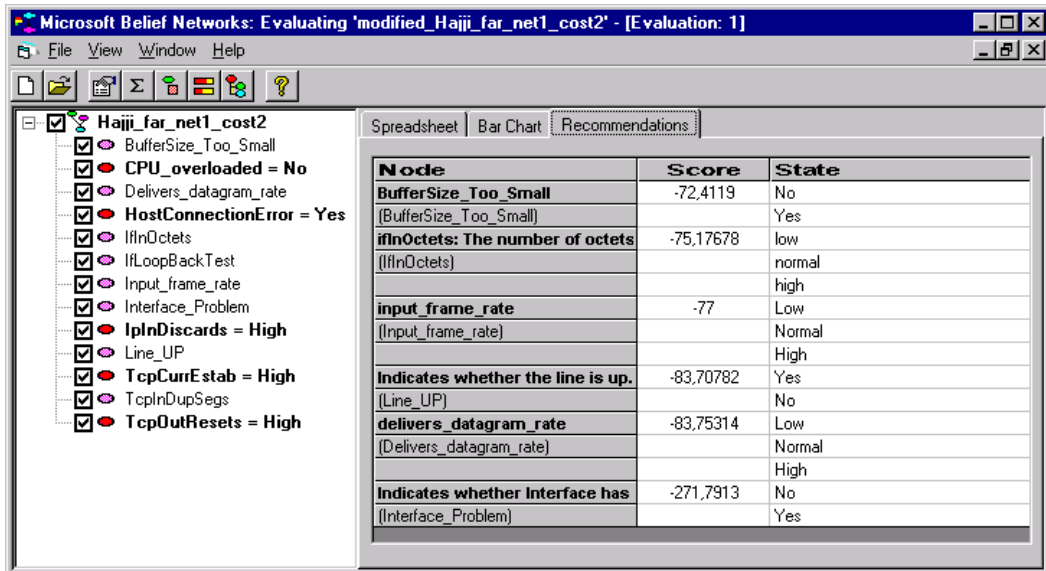 Microsoft Belief Networks: Evaluating 'modified_Hajji_far_net1_cost2' - [Evaluation: 1]
File View Window Help
Σ ?
Hajji_far_net1_cost2
BufferSize_Too_Small
CPU_overloaded = No
Delivers_datagram_rate
HostConnectionError = Yes
IfInOctets
IfLoopBackTest
Input_frame_rate
Interface_Problem
IpInDiscards = High
Line_UP
TcpCurrEstab = High
TcpInDupSegs
TcpOutResets = High
Spreadsheet Bar Chart Recommendations
Node Score State
BufferSize_Too_Small -72,4119 No
(BufferSize_Too_Small) Yes
ifInOctets: The number of octets -75,17678 low
(IfInOctets) normal
high
input_frame_rate -77 Low
(Input_frame_rate) Normal
High
Indicates whether the line is up. -83,70782 Yes
(Line_UP) No
delivers_datagram_rate -83,75314 Low
(Delivers_datagram_rate) Normal
High
Indicates whether Interface has -271,7913 No
(Interface_Problem) Yes